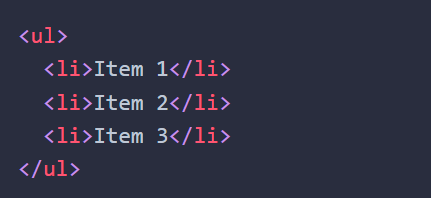 <ul>
  <li>Item 1</li>
  <li>Item 2</li>
  <li>Item 3</li>
</ul>